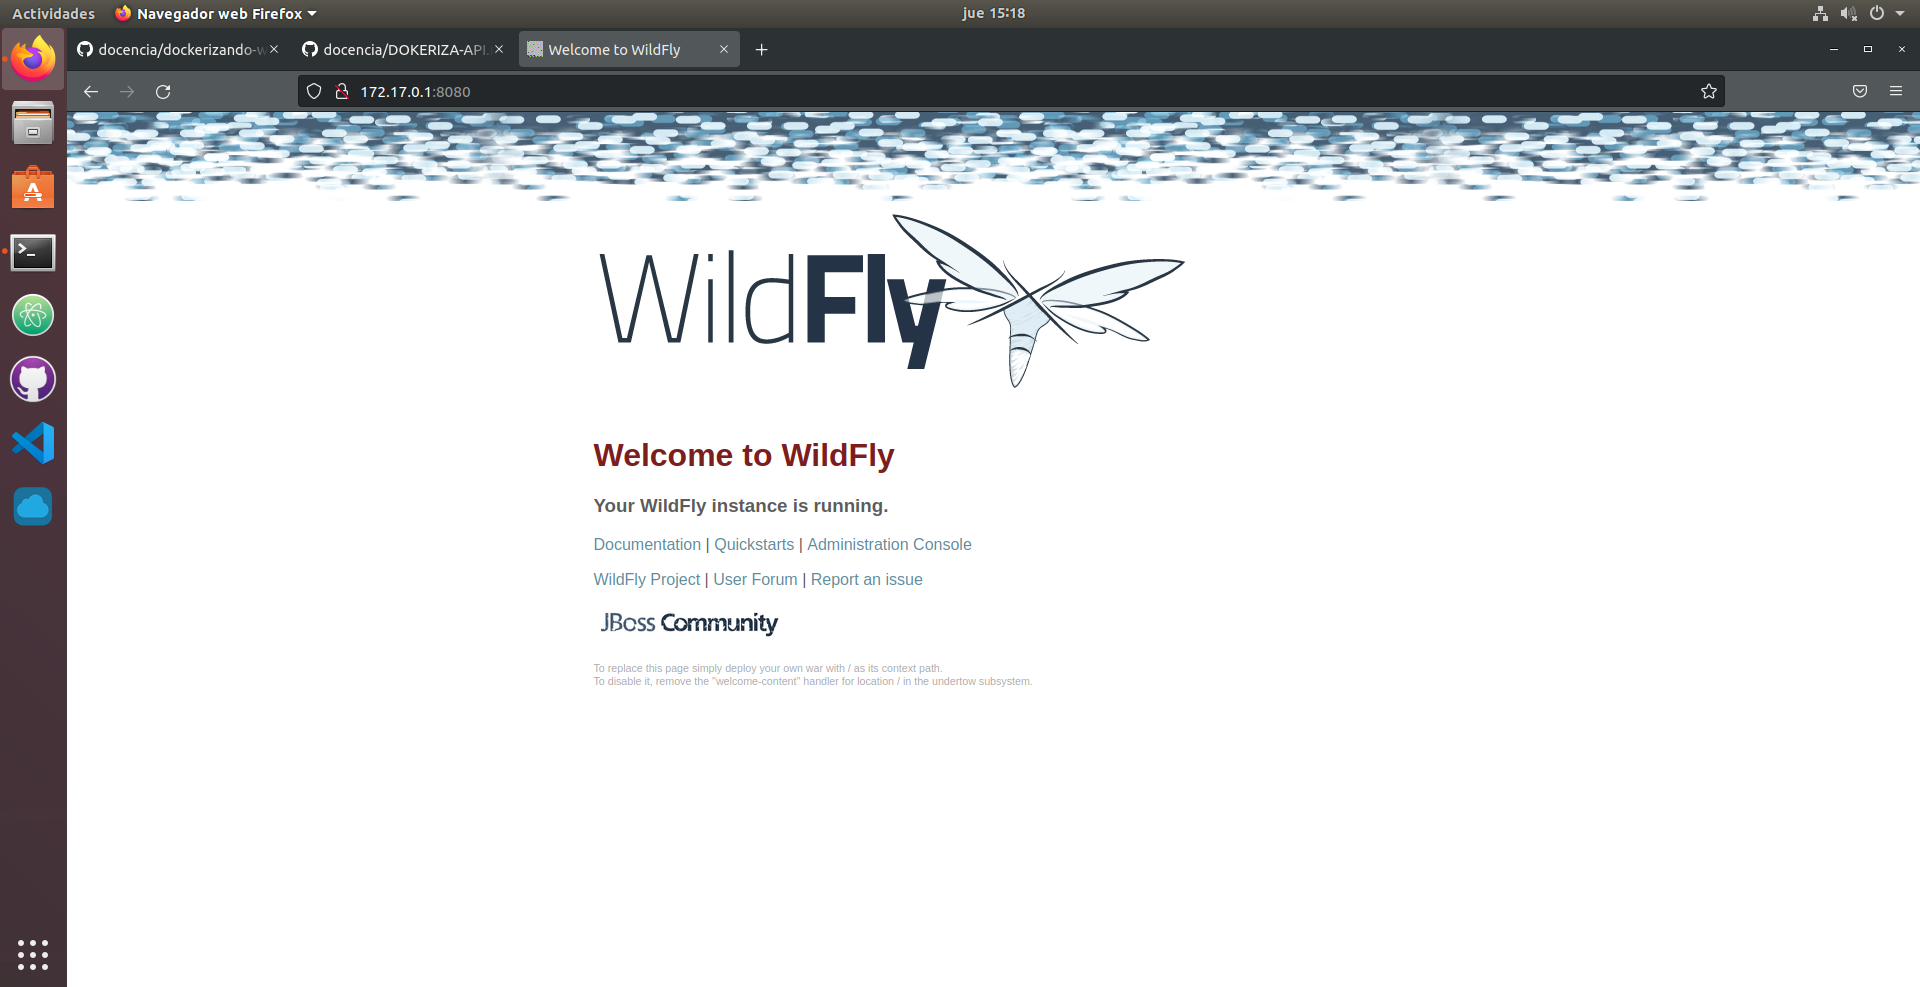 Actividades Navegador web Firefox jue 15:18
docencia/dockerizando-w docencia/DOKERIZA-API. Welcome to WildFly
172.17.0.1:8080
WildFly
Welcome to WildFly
Your WildFly instance is running.
Documentation | Quickstarts | Administration Console
WildFly Project | User Forum | Report an issue
JBoss Community
To replace this page simply deploy your own war with / as its context path.
To disable it, remove the "welcome-content" handler for location / in the undertow subsystem.